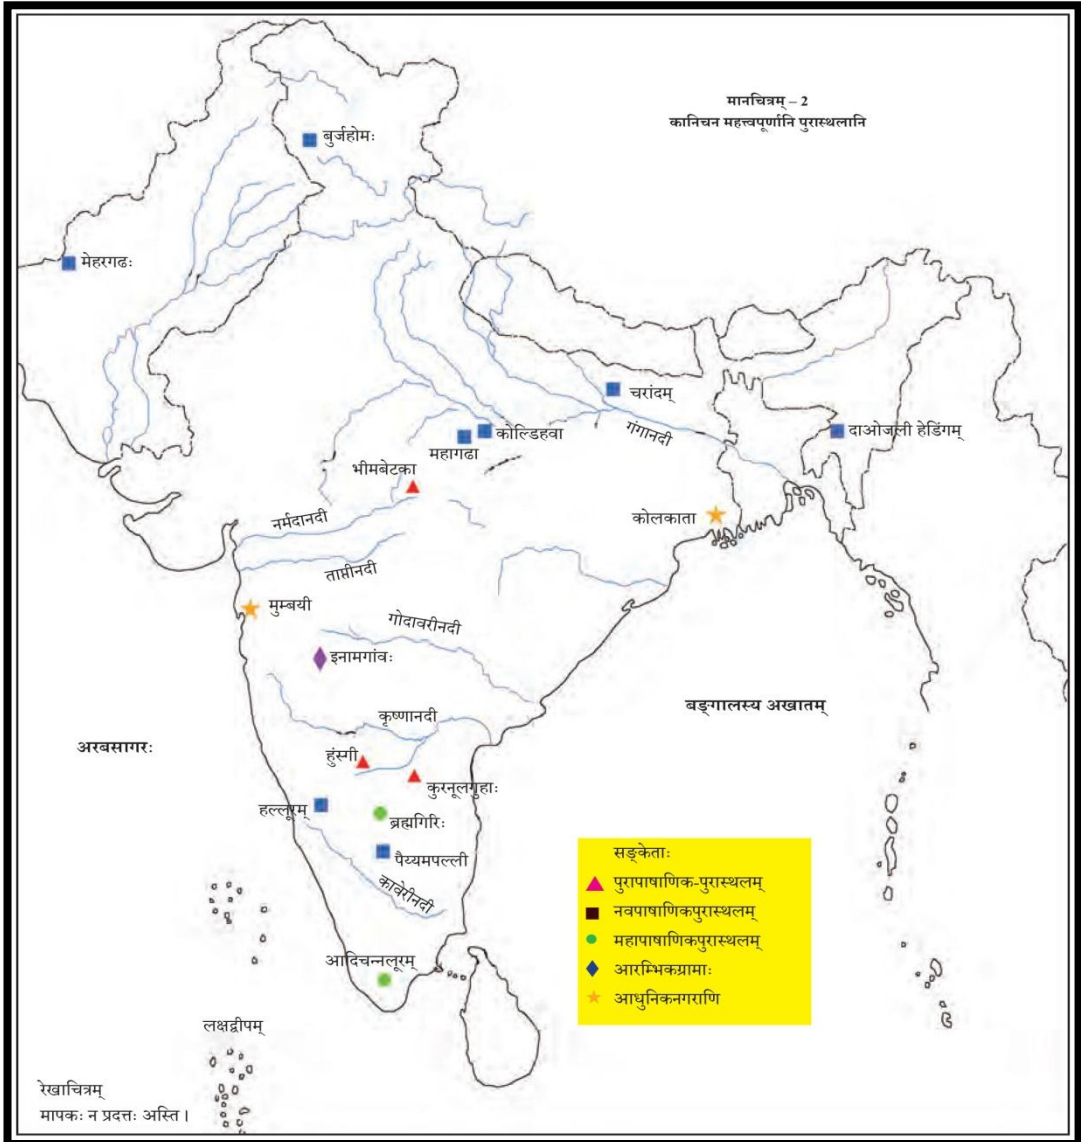 मानचित्रम् – 2
कानिचन महत्त्वपूर्णानि पुरास्थलानि
बुर्जहोमः
मेहरगढः
चरांदम्
गंगानदी
दाओजली हेडिंगम्
कोल्डिहवा
महागढा
भीमबेटका
कोलकाता
नर्मदानदी
ताप्तीनदी
मुम्बयी
गोदावरीनदी
इनामगांवः
बङ्गालस्य अखातम्
कृष्णानदी
अरबसागरः
हुंस्गी
कुरनूलगुहाः
हल्लूरम्
ब्रह्मगिरिः
पैय्यमपल्ली
कावेरीनदी
सङ्केताः
पुरापाषाणिक-पुरास्थलम्
नवपाषाणिकपुरास्थलम्
महापाषाणिकपुरास्थलम्
आरम्भिकग्रामाः
आधुनिकनगराणि
आदिचन्नलूरम्
लक्षद्वीपम्
रेखाचित्रम्
मापकः न प्रदत्तः अस्ति।